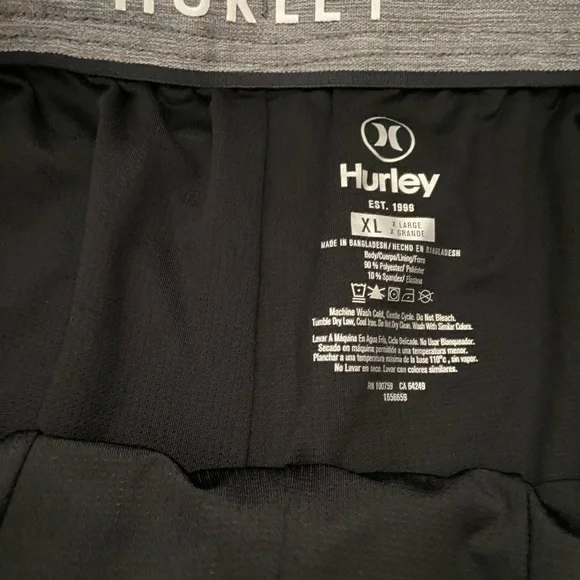 HURLEY
Hurley
EST. 1999
XL X LARGE
X GRANDE
MADE IN BANGLADESH/ HECHO EN BANGLADESH
Body/Cuerpo/Lining/Forro
90% Polyester/ Poliéster
10% Spandex/ Elastano
Machine Wash Cold, Gentle Cycle. Do Not Bleach.
Tumble Dry Low, Cool Iron. Do Not Dry Clean. Wash With Similar Colors.
Lavar A Máquina En Agua Fría, Ciclo Delicado. No Usar Blanqueador.
Secado en máquina permitido a una temperatura menor.
Planchar a una temperatura máxima de la base 110°c , sin vapor.
No Lavar en seco. Lavar con colores similares.
RN 100759 CA 64249
1656659